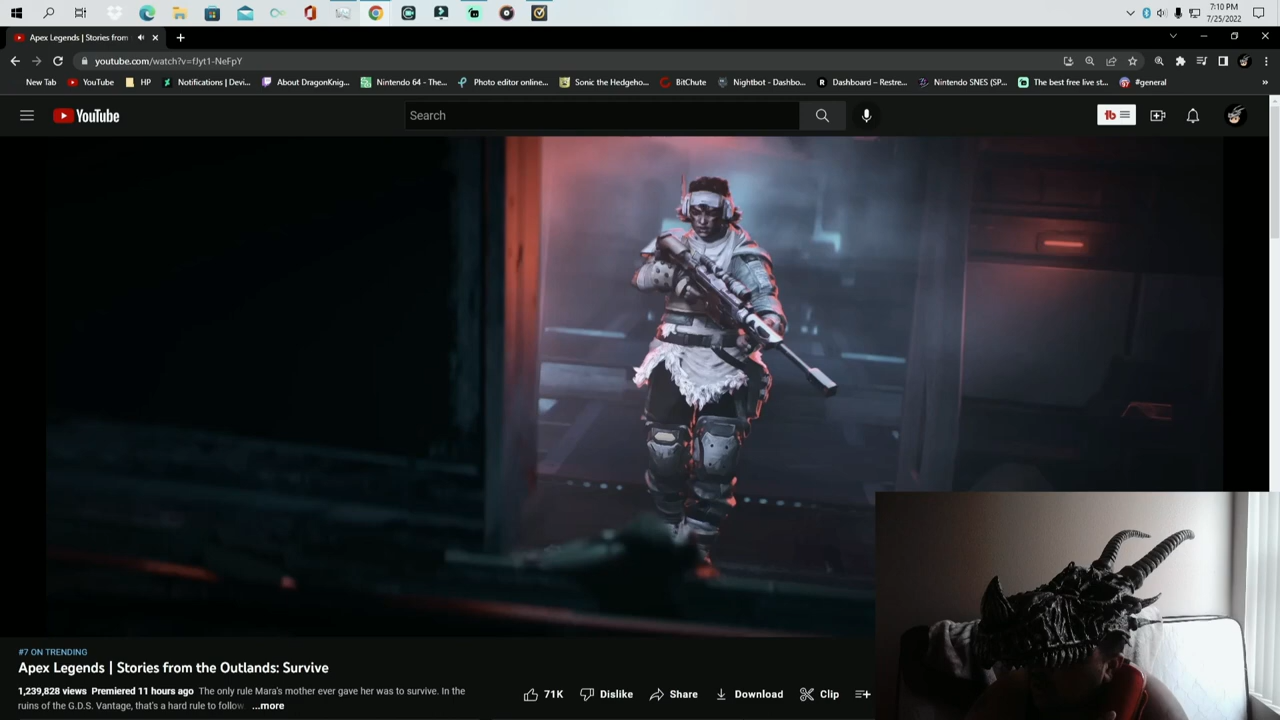 7:10 PM
7/25/2022
Apex Legends | Stories from
youtube.com/watch?v=fJyt1-NeFpY
New Tab YouTube HP Notifications | Devi... About DragonKnig... Nintendo 64 - The... Photo editor online... Sonic the Hedgeho... BitChute Nightbot - Dashbo... Dashboard – Restre... Nintendo SNES (SP... The best free live st... #general
YouTube
Search
#7 ON TRENDING
Apex Legends | Stories from the Outlands: Survive
1,239,828 views Premiered 11 hours ago The only rule Mara's mother ever gave her was to survive. In the
ruins of the G.D.S. Vantage, that's a hard rule to follow. ...more
71K Dislike Share Download Clip